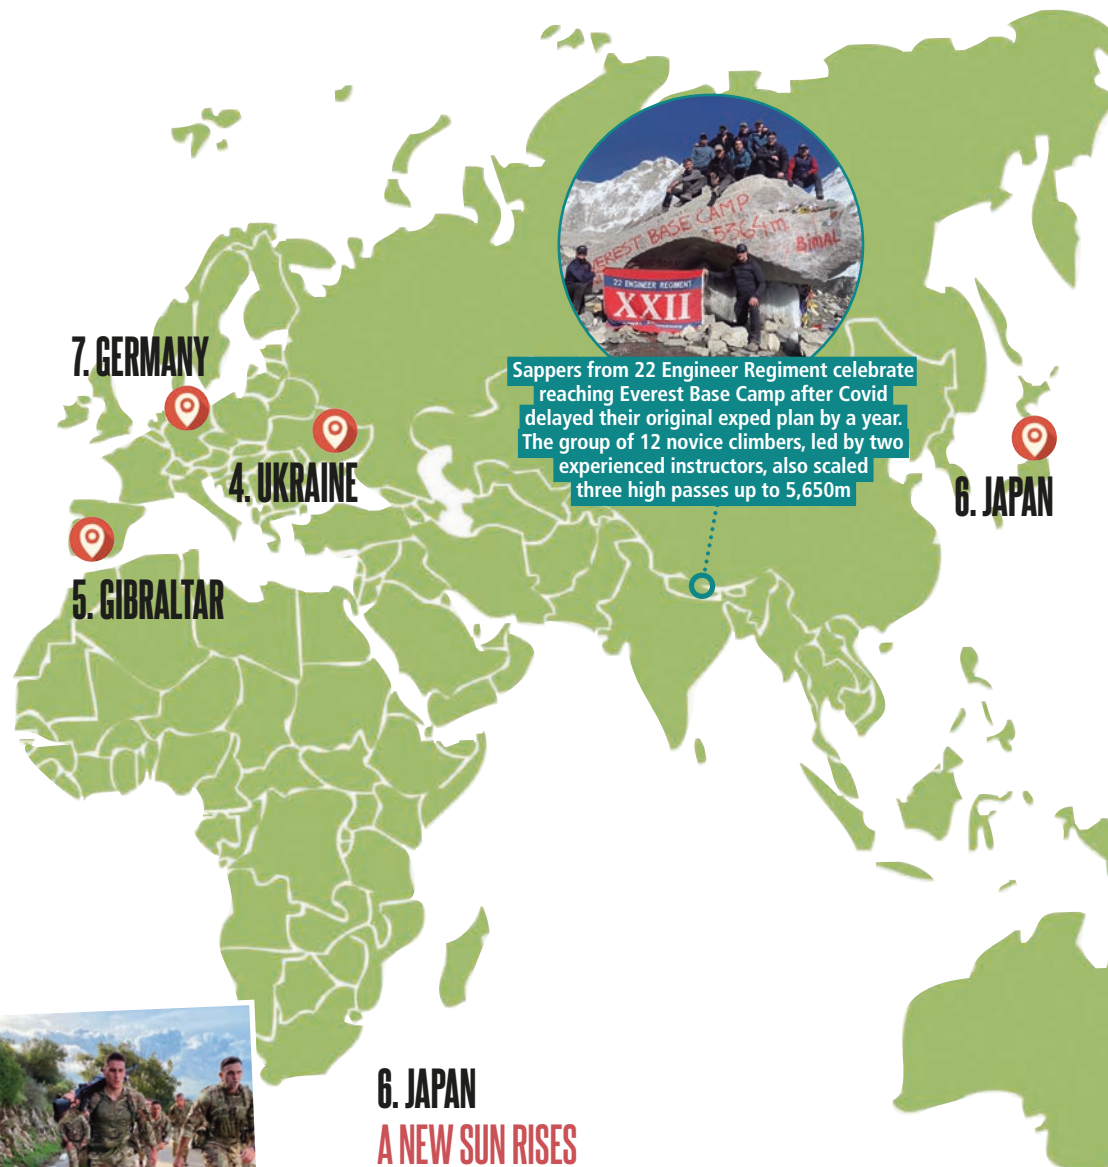 EREST BASE CAMP
5364m
BIMAL
22 ENGINEER REGIMENT
XXII
7. GERMANY
Sappers from 22 Engineer Regiment celebrate
reaching Everest Base Camp after Covid
delayed their original exped plan by a year.
The group of 12 novice climbers, led by two
experienced instructors, also scaled
three high passes up to 5,650m
4. UKRAINE
6. JAPAN
5. GIBRALTAR
6. JAPAN
A NEW SUN RISES